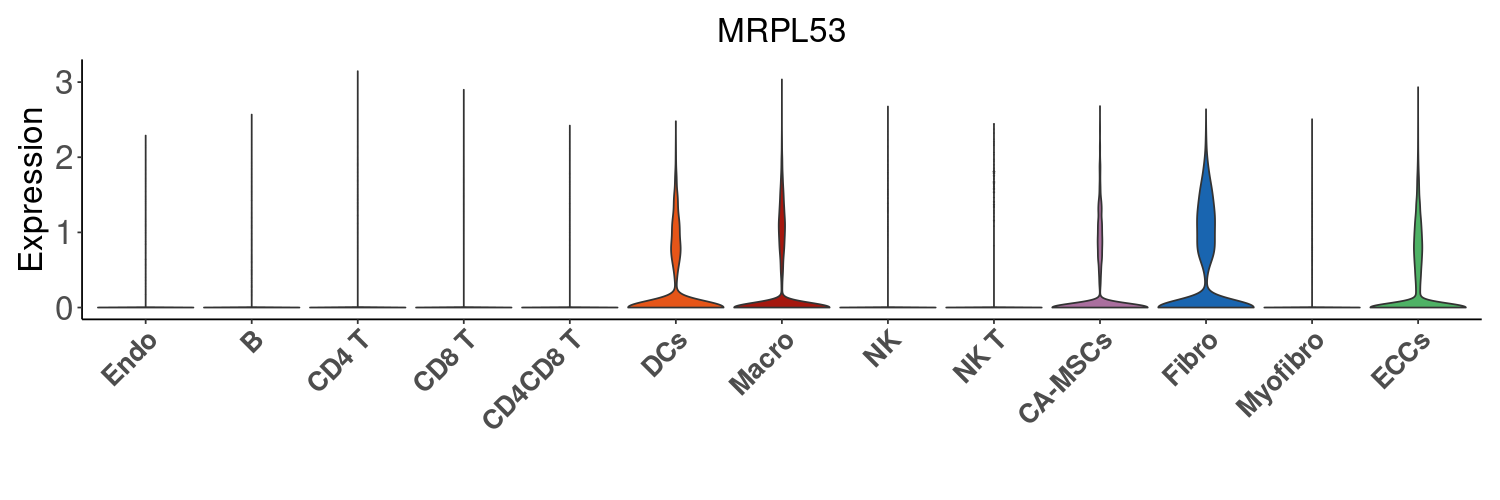 MRPL53
Expression
3
2
1
0
Endo
B
CD4 T
CD8 T
CD4CD8 T
DCs
Macro
NK
NK T
CA-MSCs
Fibro
Myofibro
ECCs